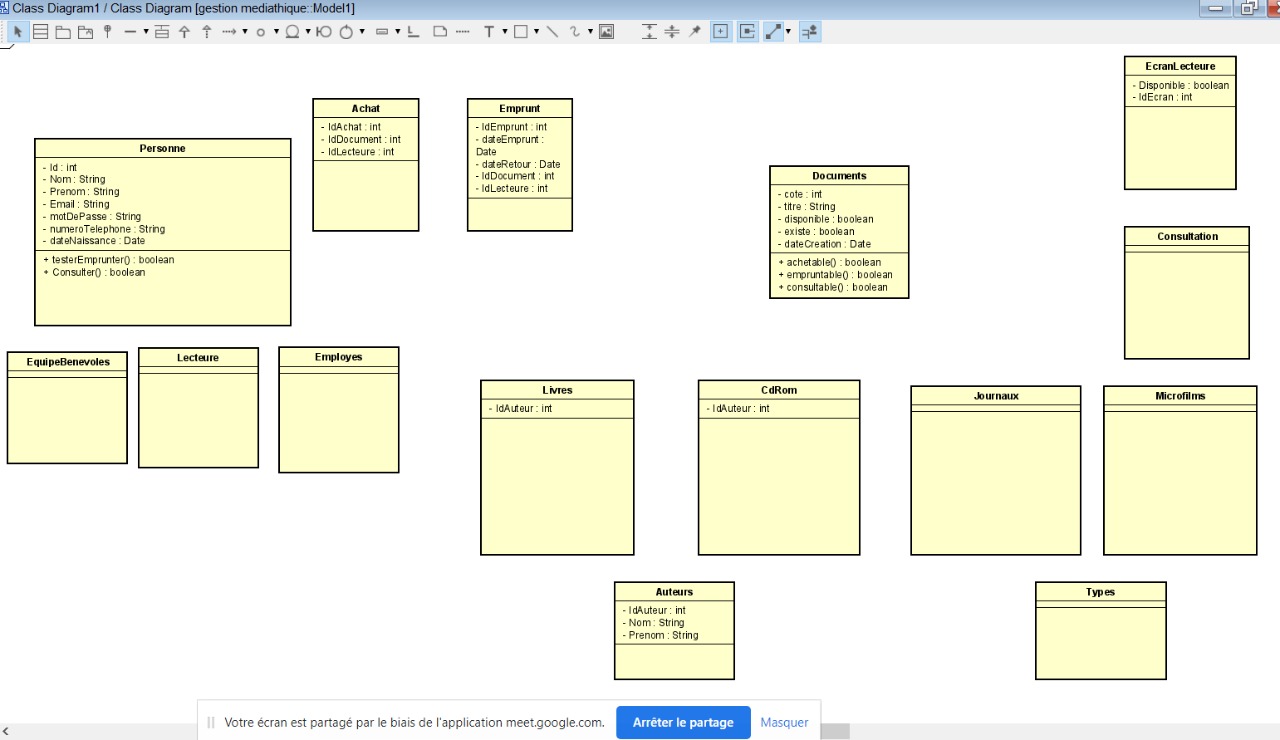 Class Diagram1 / Class Diagram [gestion mediathique::Model1]
Personne
- Id : int
- Nom : String
- Prenom : String
- Email : String
- motDePasse : String
- numeroTelephone : String
- dateNaissance : Date
+ testerEmprunter() : boolean
+ Consulter() : boolean
Achat
- IdAchat : int
- IdDocument : int
- IdLecteure : int
Emprunt
- IdEmprunt : int
- dateEmprunt :
Date
- dateRetour : Date
- IdDocument : int
- IdLecteure : int
Documents
- cote : int
- titre : String
- disponible : boolean
- existe : boolean
- dateCreation : Date
+ achetable() : boolean
+ empruntable() : boolean
+ consultable() : boolean
EcranLecteure
- Disponible : boolean
- IdEcran : int
Consultation
EquipeBenevoles
Lecteure
Employes
Livres
- IdAuteur : int
CdRom
- IdAuteur : int
Journaux
Microfilms
Auteurs
- IdAuteur : int
- Nom : String
- Prenom : String
Types
Votre écran est partagé par le biais de l'application meet.google.com.
Arrêter le partage
Masquer